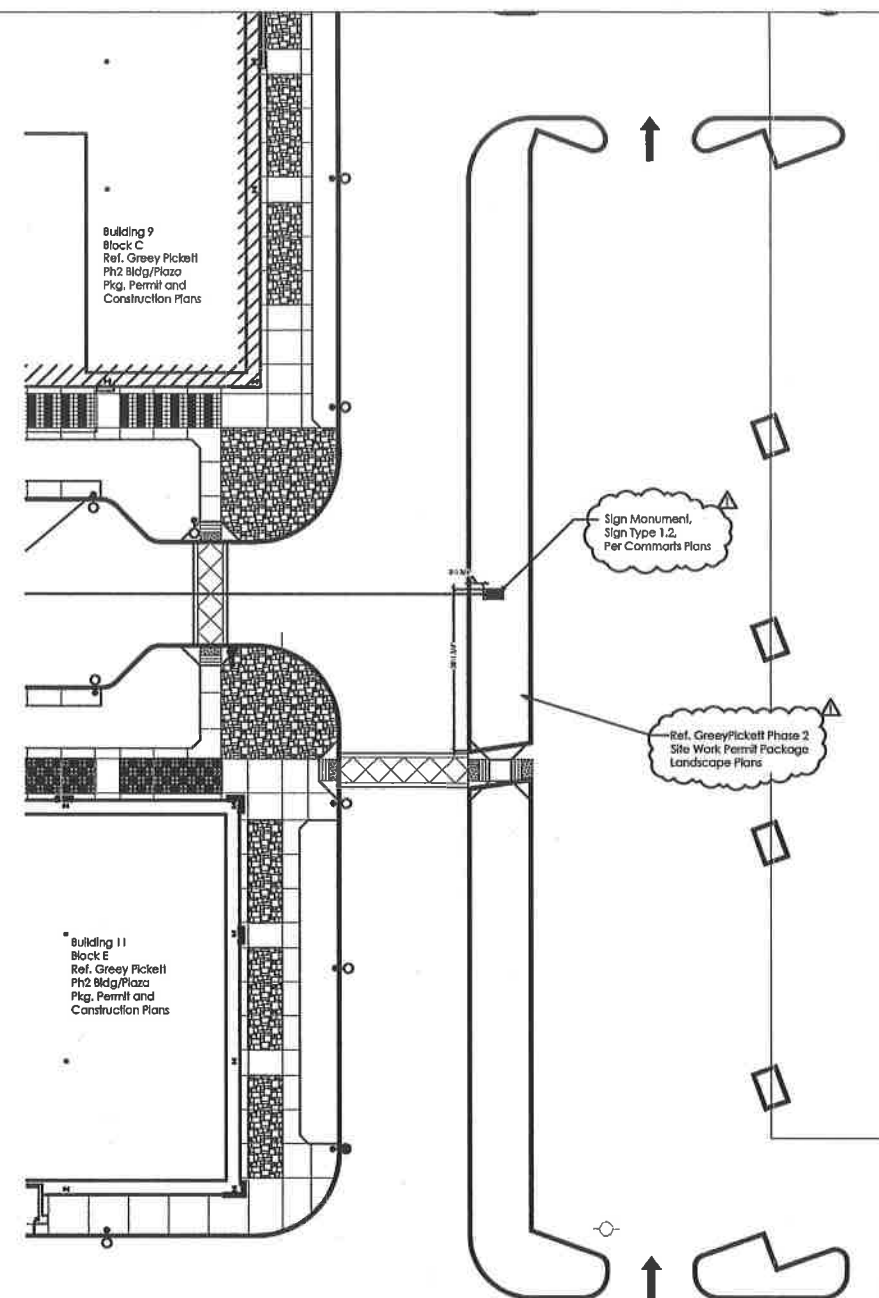 Building 9
Block C
Ref. Greey Pickett
Ph2 Bldg/Plaza
Pkg. Permit and
Construction Plans
Sign Monument,
Sign Type 1.2,
Per Commarts Plans
Ref. GreeyPickett Phase 2
Site Work Permit Package
Landscape Plans
Building 11
Block E
Ref. Greey Pickett
Ph2 Bldg/Plaza
Pkg. Permit and
Construction Plans